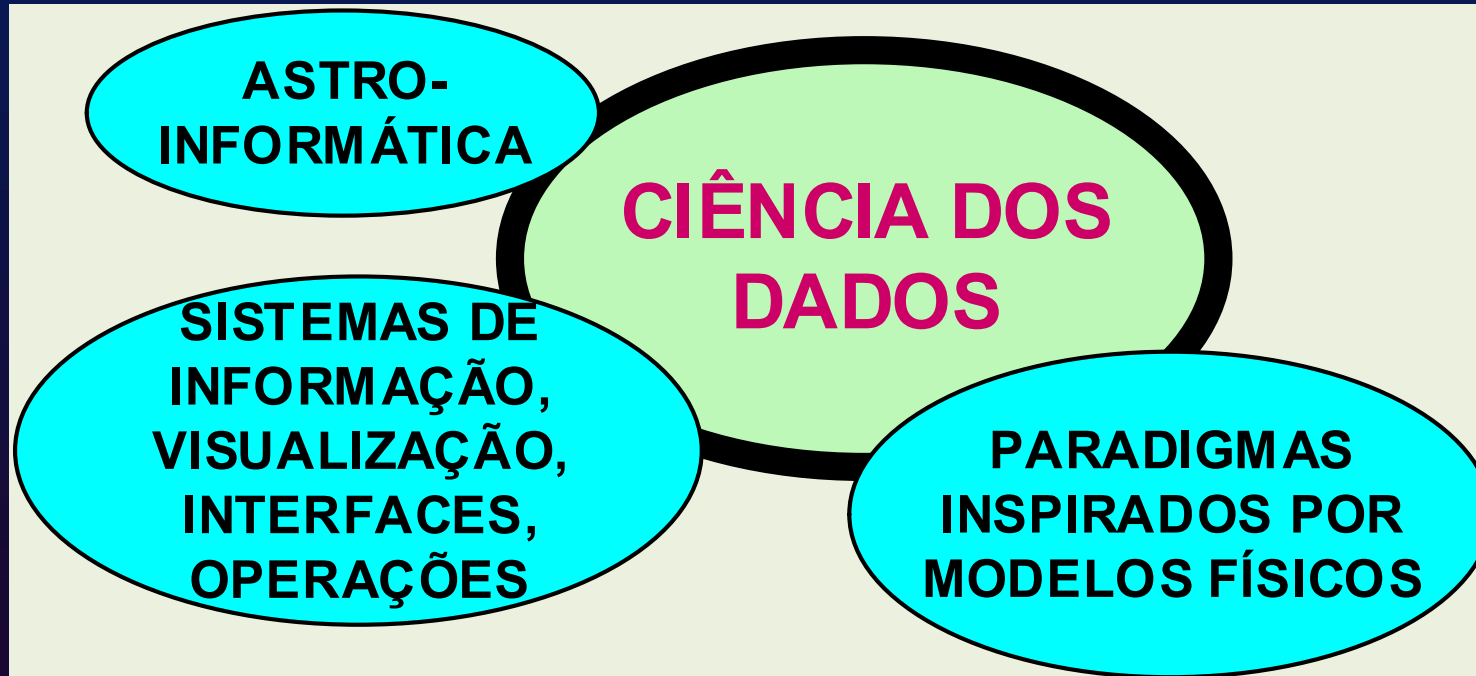 ASTRO-
INFORMÁTICA
CIÊNCIA DOS
DADOS
SISTEMAS DE
INFORMAÇÃO,
VISUALIZAÇÃO,
INTERFACES,
OPERAÇÕES
PARADIGMAS
INSPIRADOS POR
MODELOS FÍSICOS